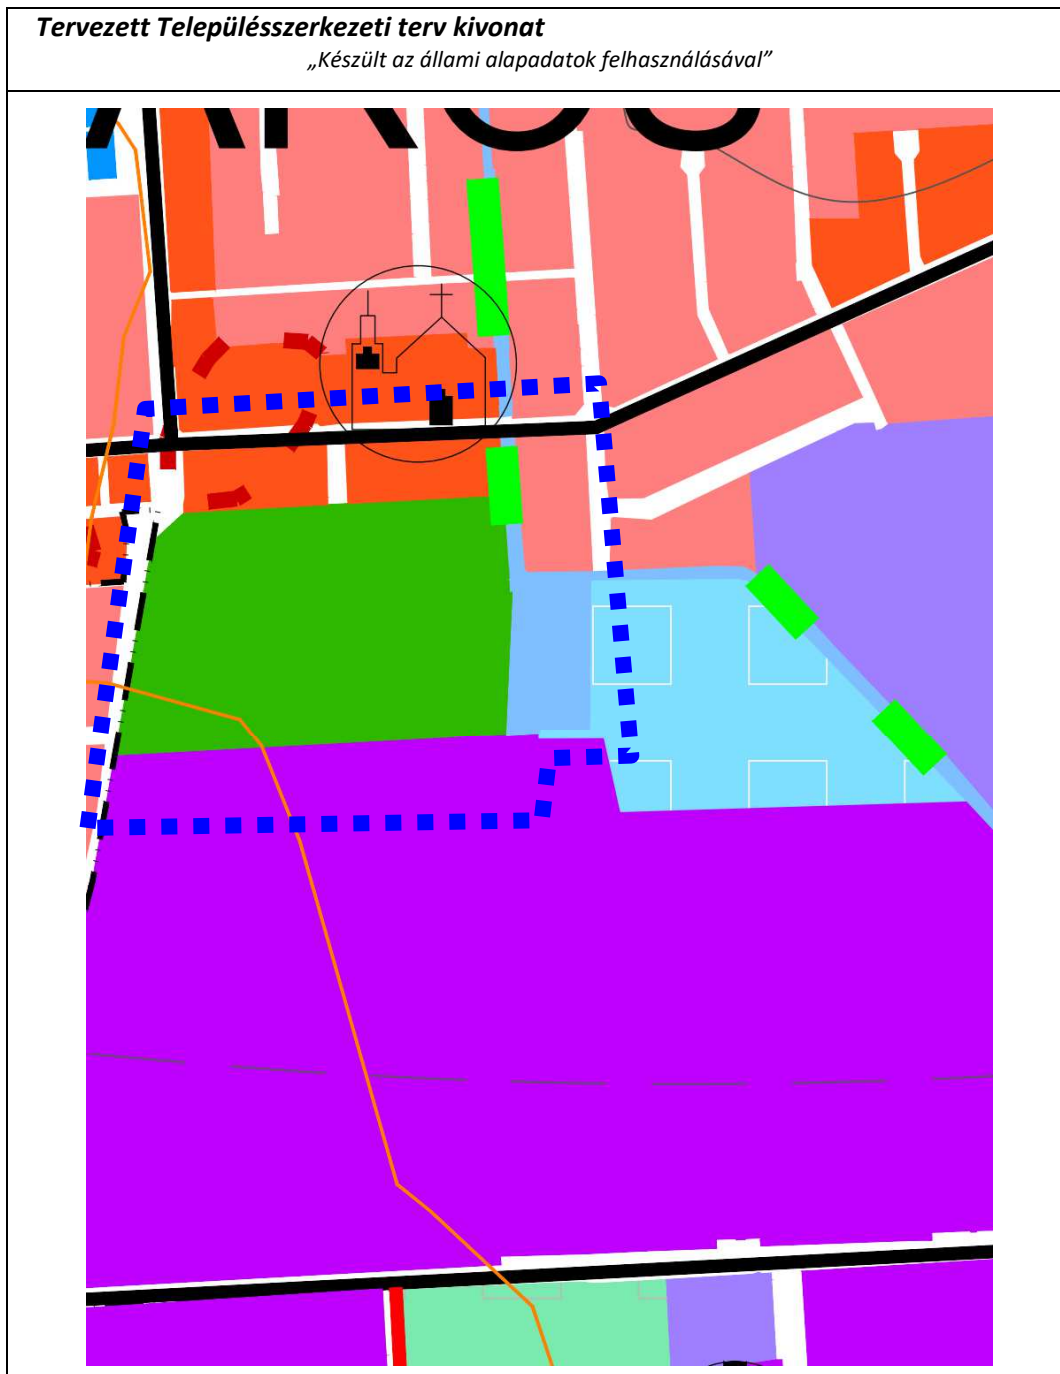 Tervezett Településszerkezeti terv kivonat
„Készült az állami alapadatok felhasználásával”